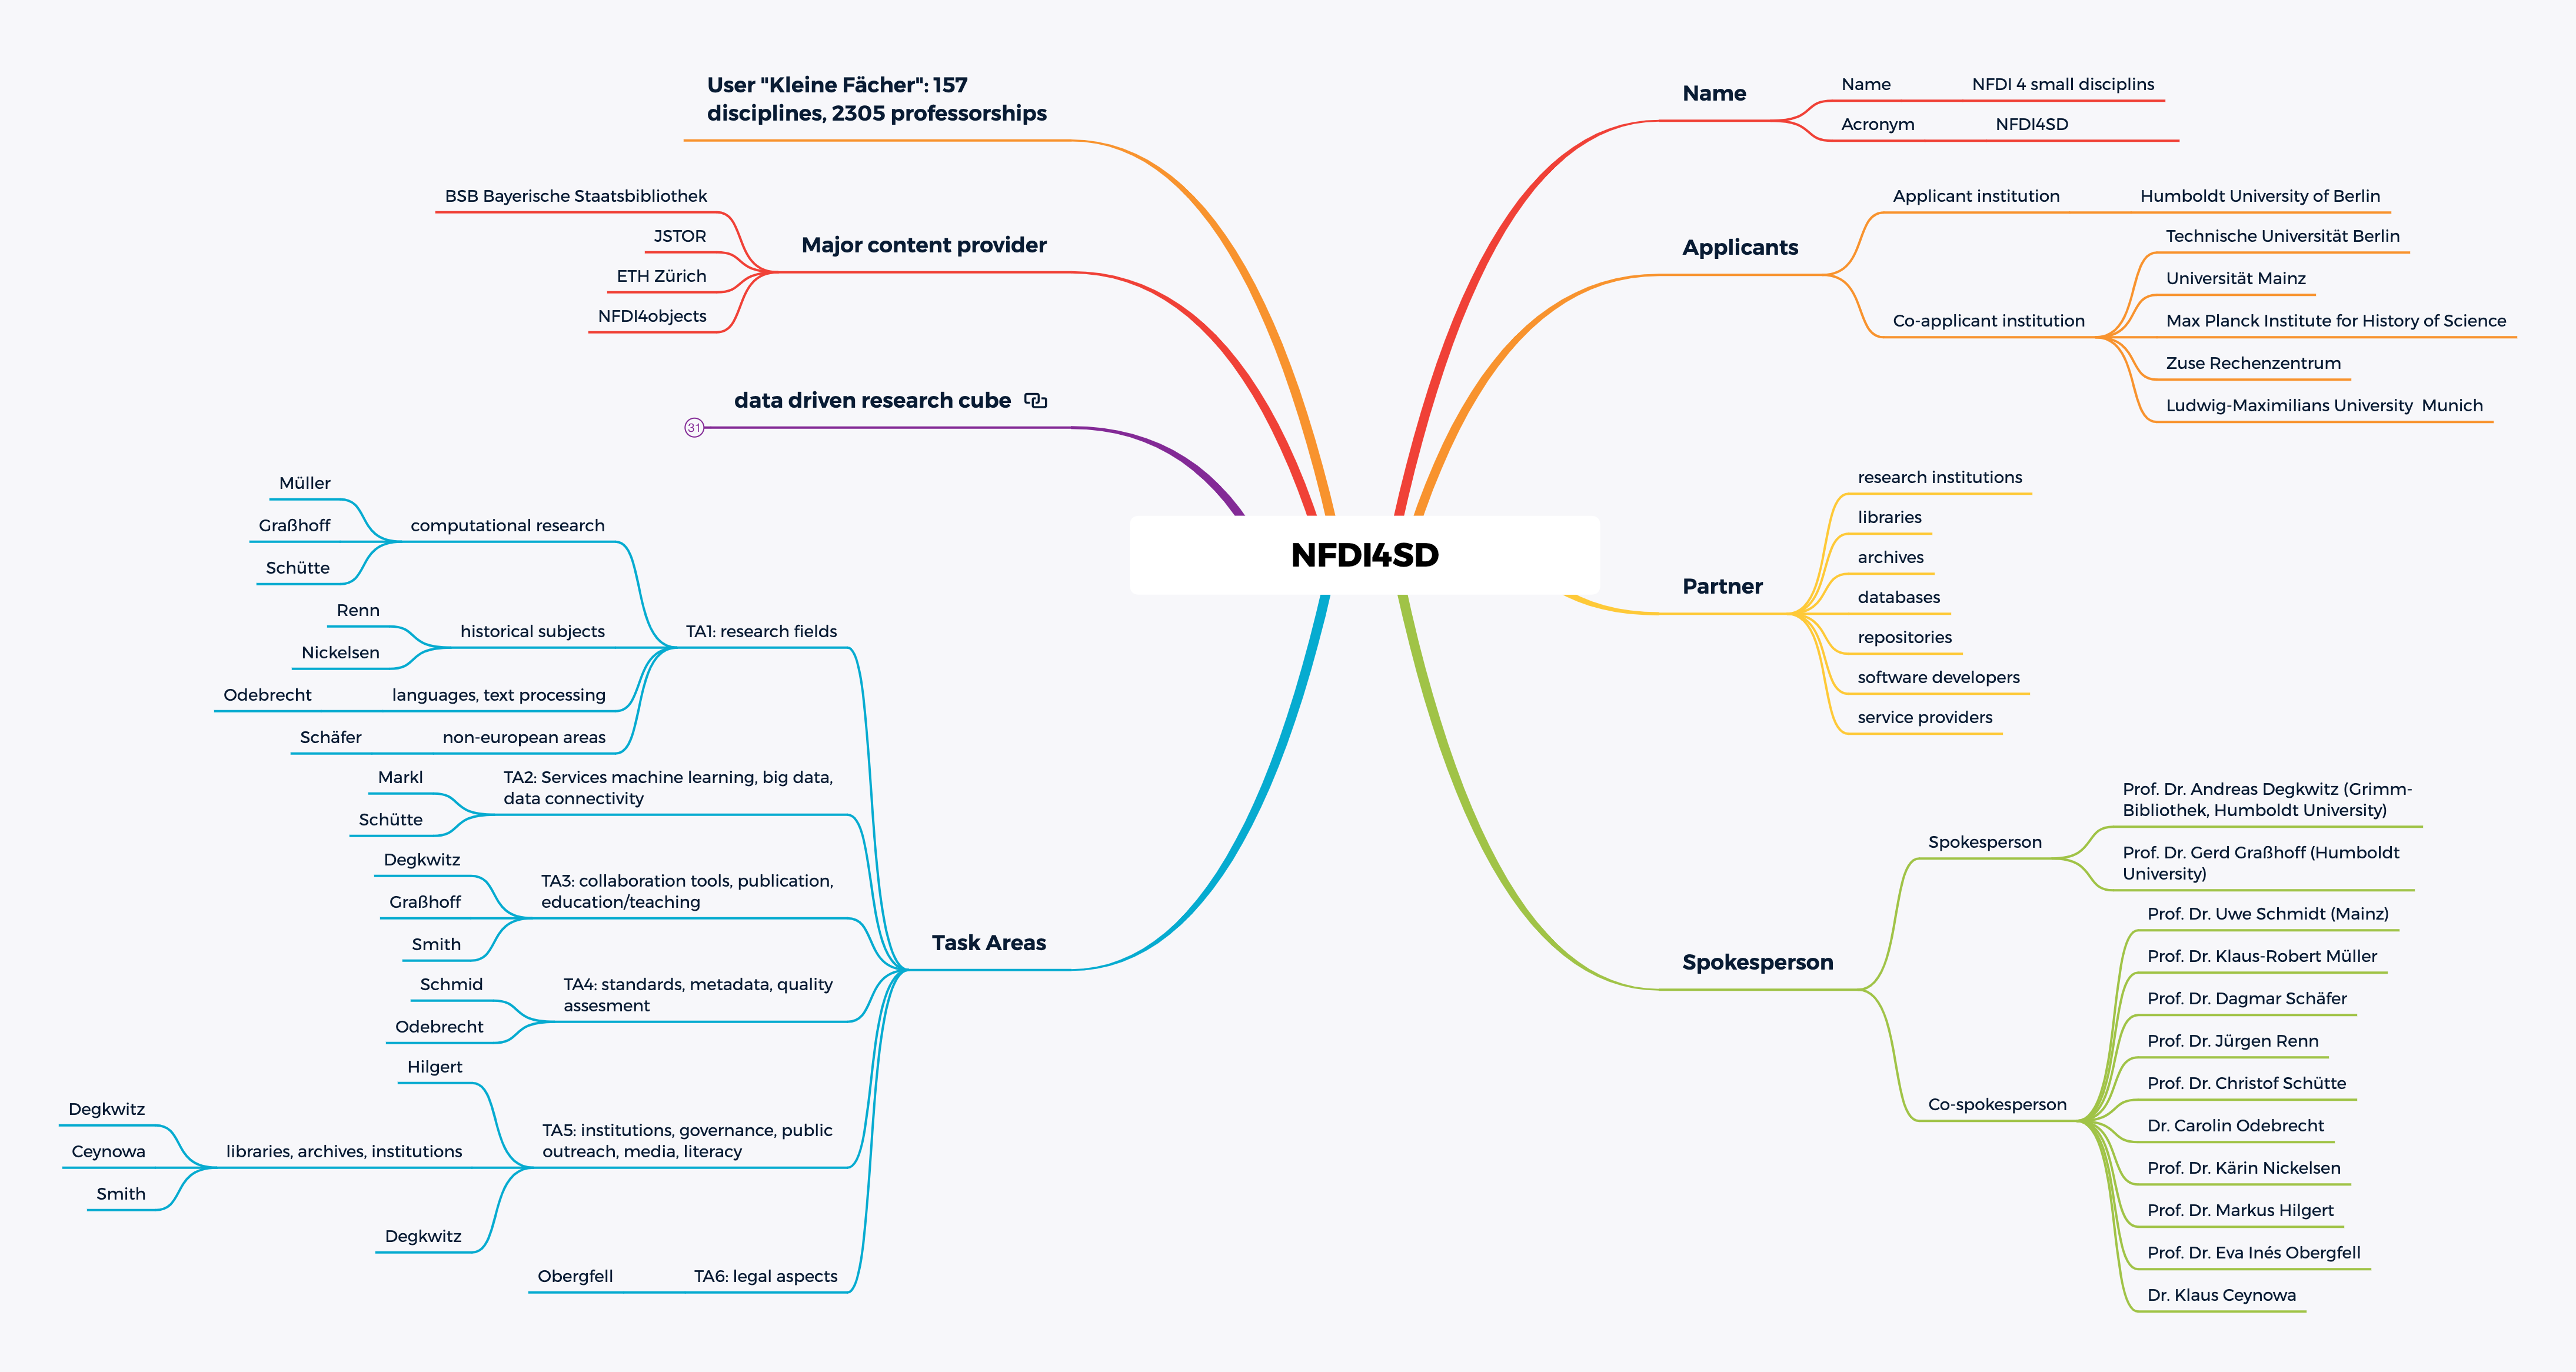 NFDI4SD
Name
Name
NFDI 4 small disciplins
Acronym
NFDI4SD
Applicants
Applicant institution
Humboldt University of Berlin
Co-applicant institution
Technische Universität Berlin
Universität Mainz
Max Planck Institute for History of Science
Zuse Rechenzentrum
Ludwig-Maximilians University  Munich
Partner
research institutions
libraries
archives
databases
repositories
software developers
service providers
Spokesperson
Spokesperson
Prof. Dr. Andreas Degkwitz (Grimm-
Bibliothek, Humboldt University)
Prof. Dr. Gerd Graßhoff (Humboldt
University)
Co-spokesperson
Prof. Dr. Uwe Schmidt (Mainz)
Prof. Dr. Klaus-Robert Müller
Prof. Dr. Dagmar Schäfer
Prof. Dr. Jürgen Renn
Prof. Dr. Christof Schütte
Dr. Carolin Odebrecht
Prof. Dr. Kärin Nickelsen
Prof. Dr. Markus Hilgert
Prof. Dr. Eva Inés Obergfell
Dr. Klaus Ceynowa
User "Kleine Fächer": 157
disciplines, 2305 professorships
Major content provider
BSB Bayerische Staatsbibliothek
JSTOR
ETH Zürich
NFDI4objects
data driven research cube
31
Task Areas
TA1: research fields
computational research
Müller
Graßhoff
Schütte
historical subjects
Renn
Nickelsen
languages, text processing
Odebrecht
non-european areas
Schäfer
TA2: Services machine learning, big data,
data connectivity
Markl
Schütte
TA3: collaboration tools, publication,
education/teaching
Degkwitz
Graßhoff
Smith
TA4: standards, metadata, quality
assesment
Schmid
Odebrecht
TA5: institutions, governance, public
outreach, media, literacy
Hilgert
libraries, archives, institutions
Degkwitz
Ceynowa
Smith
Degkwitz
TA6: legal aspects
Obergfell